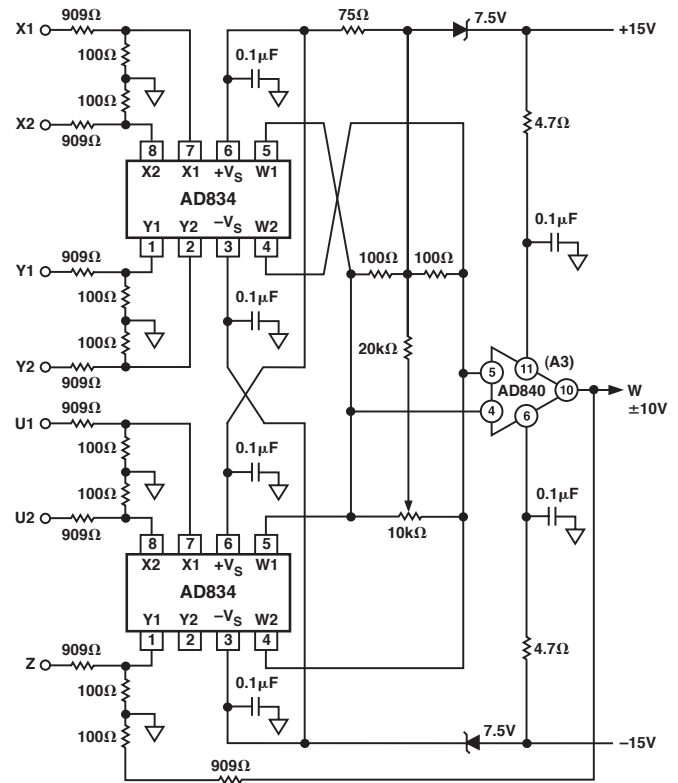 X1
909Ω
100Ω
100Ω
X2
909Ω
0.1µF
75Ω
7.5V
+15V
4.7Ω
0.1µF
8
7
6
5
X2
X1
+VS
W1
AD834
Y1
Y2
−VS
W2
1
2
3
4
Y1
909Ω
100Ω
100Ω
Y2
909Ω
0.1µF
100Ω
100Ω
20kΩ
5
11
(A3)
AD840
10
4
6
W
±10V
U1
909Ω
100Ω
100Ω
U2
909Ω
0.1µF
10kΩ
0.1µF
8
7
6
5
X2
X1
+VS
W1
AD834
Y1
Y2
−VS
W2
1
2
3
4
Z
909Ω
100Ω
100Ω
0.1µF
4.7Ω
7.5V
−15V
909Ω